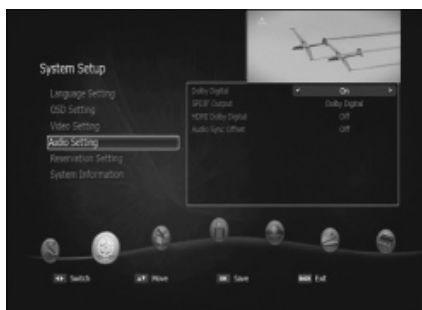 System Setup
Language Setting
OSD Setting
Video Setting
Audio Setting
Reservation Setting
System Information
Dolby Digital On
SPDIF Output Dolby Digital
HDMI Dolby Digital Off
Audio Sync Offset Off
Switch Move OK Save Exit